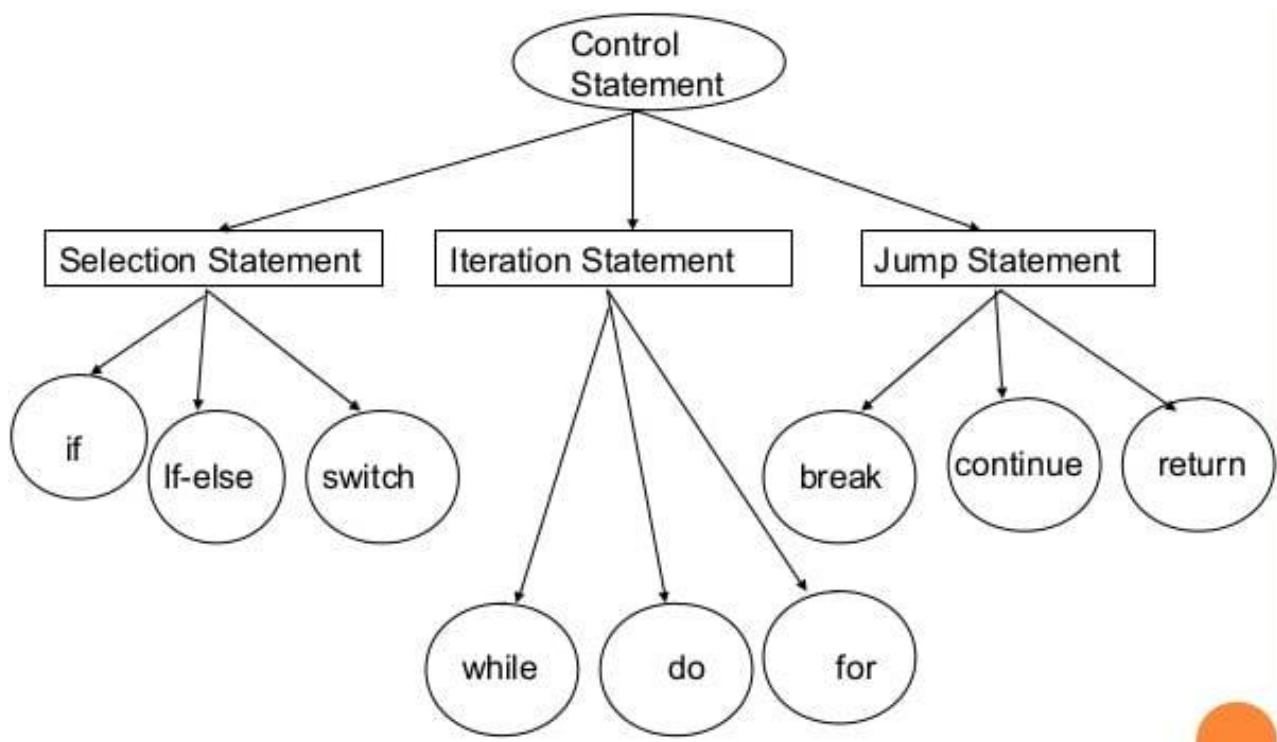 Control
Statement
Selection Statement
Iteration Statement
Jump Statement
if
If-else
switch
break
continue
return
while
do
for